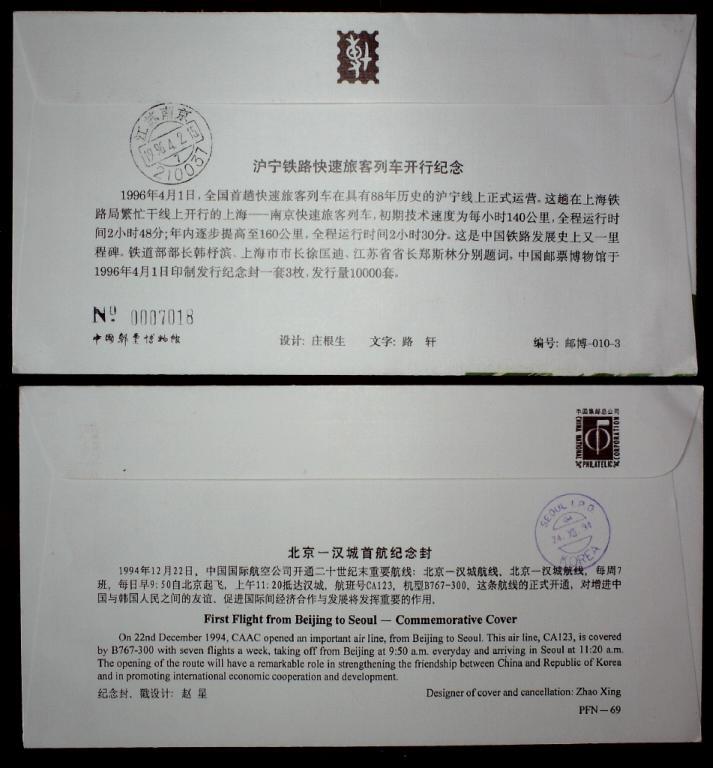 博
江苏南京
1996.4.2.15
7
210037
沪宁铁路快速旅客列车开行纪念
1996年4月1日，全国首趟快速旅客列车在具有88年历史的沪宁线上正式运营。这趟在上海铁
路局繁忙干线上开行的上海——南京快速旅客列车，初期技术速度为每小时140公里，全程运行时
间2小时48分；年内逐步提高至160公里，全程运行时间2小时30分。这是中国铁路发展史上又一里
程碑。铁道部部长韩杼滨、上海市市长徐匡迪、江苏省省长郑斯林分别题词，中国邮票博物馆于
1996年4月1日印制发行纪念封一套3枚，发行量10000套。
Nº 0007018
中国邮票博物馆
设计：庄根生 文字：路 轩
编号：邮博-010-3
中国集邮总公司
CHINA NATIONAL PHILATELIC CORPORATION
SEOUL I.P.O.
24. XII. 94
KOREA
北京－汉城首航纪念封
1994年12月22日，中国国际航空公司开通二十世纪末重要航线：北京－汉城航线，北京－汉城航线，每周7
班，每日早9:50自北京起飞，上午11:20抵达汉城，航班号CA123，机型B767-300，这条航线的正式开通，对增进中
国与韩国人民之间的友谊，促进国际间经济合作与发展将发挥重要的作用。
First Flight from Beijing to Seoul — Commemorative Cover
On 22nd December 1994, CAAC opened an important air line, from Beijing to Seoul. This air line, CA123, is covered
by B767-300 with seven flights a week, taking off from Beijing at 9:50 a.m. everyday and arriving in Seoul at 11:20 a.m.
The opening of the route will have a remarkable role in strengthening the friendship between China and Republic of Korea
and in promoting international economic cooperation and development.
纪念封、戳设计：赵 星
Designer of cover and cancellation: Zhao Xing
PFN－69